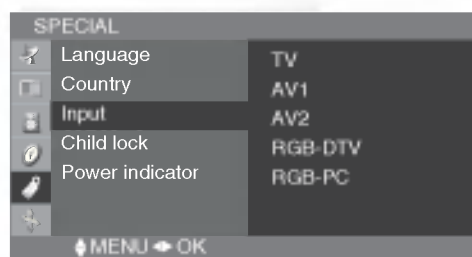 SPECIAL
Language
Country
Input
Child lock
Power indicator
TV
AV1
AV2
RGB-DTV
RGB-PC
MENU OK